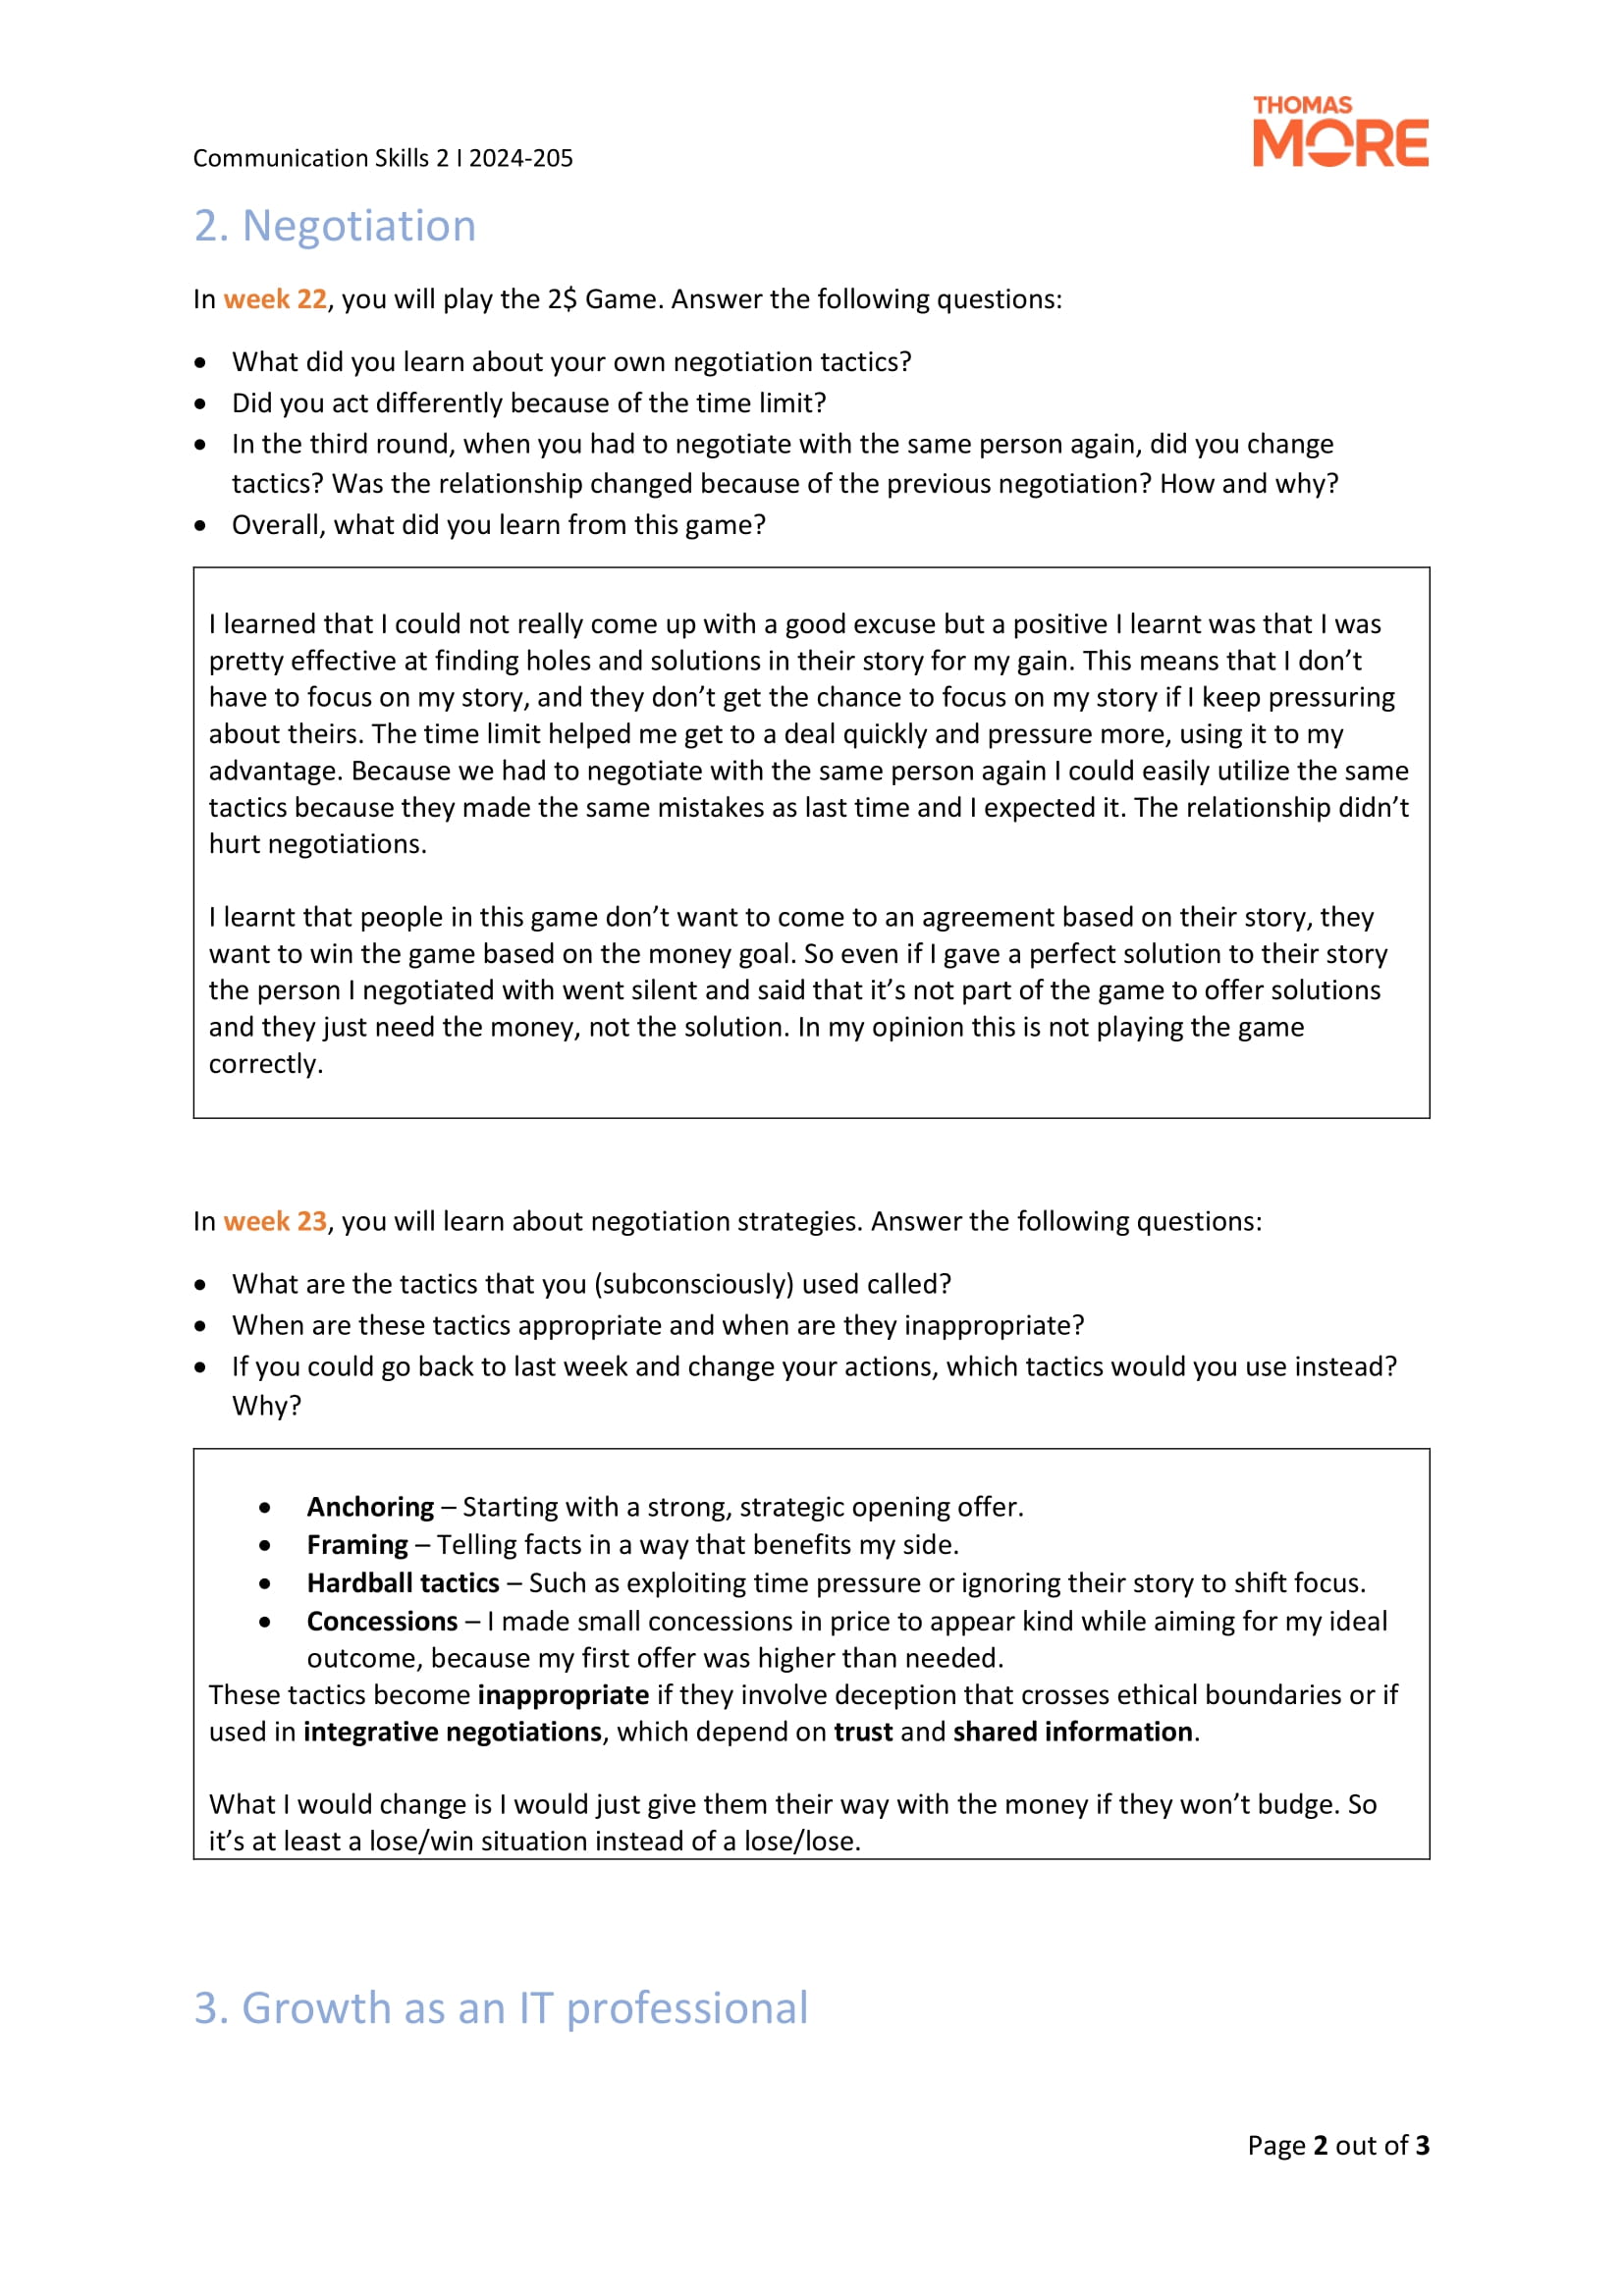 THOMAS
MORE
Communication Skills 2 I 2024-205
2. Negotiation
In week 22, you will play the 2$ Game. Answer the following questions:
• What did you learn about your own negotiation tactics?
• Did you act differently because of the time limit?
• In the third round, when you had to negotiate with the same person again, did you change
tactics? Was the relationship changed because of the previous negotiation? How and why?
• Overall, what did you learn from this game?
I learned that I could not really come up with a good excuse but a positive I learnt was that I was
pretty effective at finding holes and solutions in their story for my gain. This means that I don’t
have to focus on my story, and they don’t get the chance to focus on my story if I keep pressuring
about theirs. The time limit helped me get to a deal quickly and pressure more, using it to my
advantage. Because we had to negotiate with the same person again I could easily utilize the same
tactics because they made the same mistakes as last time and I expected it. The relationship didn’t
hurt negotiations.
I learnt that people in this game don’t want to come to an agreement based on their story, they
want to win the game based on the money goal. So even if I gave a perfect solution to their story
the person I negotiated with went silent and said that it’s not part of the game to offer solutions
and they just need the money, not the solution. In my opinion this is not playing the game
correctly.
In week 23, you will learn about negotiation strategies. Answer the following questions:
• What are the tactics that you (subconsciously) used called?
• When are these tactics appropriate and when are they inappropriate?
• If you could go back to last week and change your actions, which tactics would you use instead?
Why?
• Anchoring – Starting with a strong, strategic opening offer.
• Framing – Telling facts in a way that benefits my side.
• Hardball tactics – Such as exploiting time pressure or ignoring their story to shift focus.
• Concessions – I made small concessions in price to appear kind while aiming for my ideal
outcome, because my first offer was higher than needed.
These tactics become inappropriate if they involve deception that crosses ethical boundaries or if
used in integrative negotiations, which depend on trust and shared information.
What I would change is I would just give them their way with the money if they won’t budge. So
it’s at least a lose/win situation instead of a lose/lose.
3. Growth as an IT professional
Page 2 out of 3